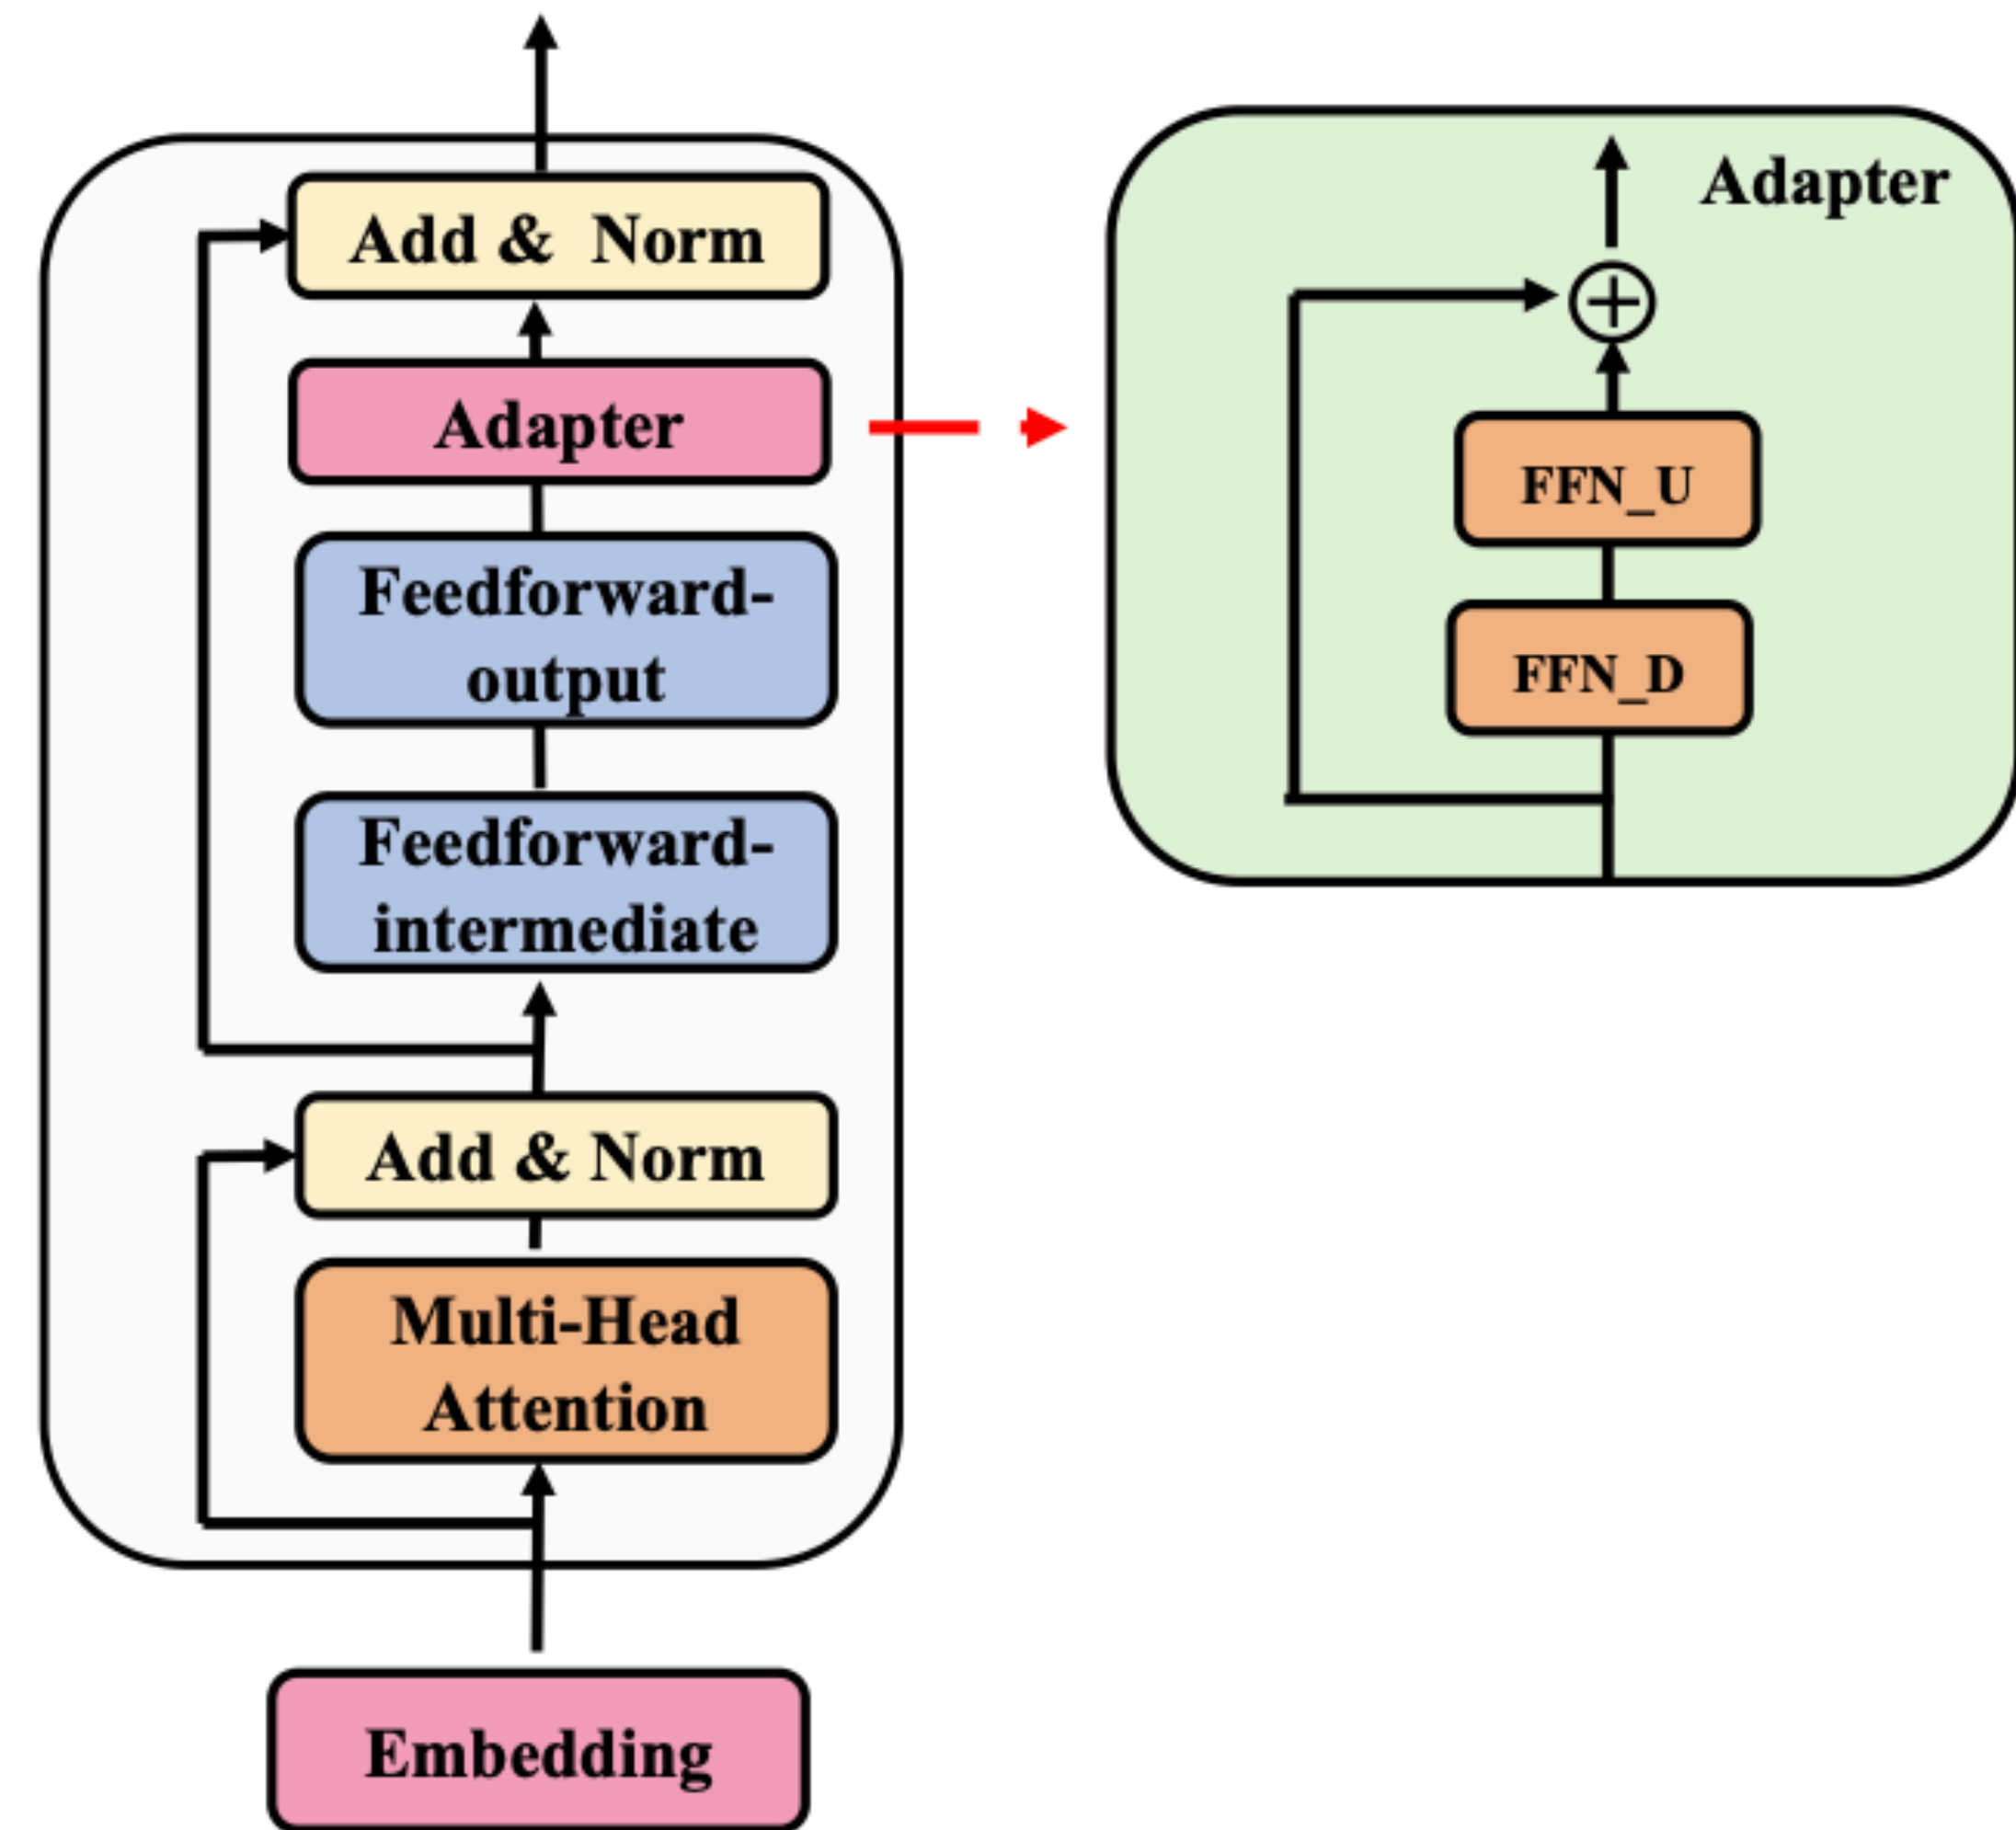 Add & Norm
Adapter
Feedforward-
output
Feedforward-
intermediate
Add & Norm
Multi-Head
Attention
Embedding
Adapter
FFN_U
FFN_D